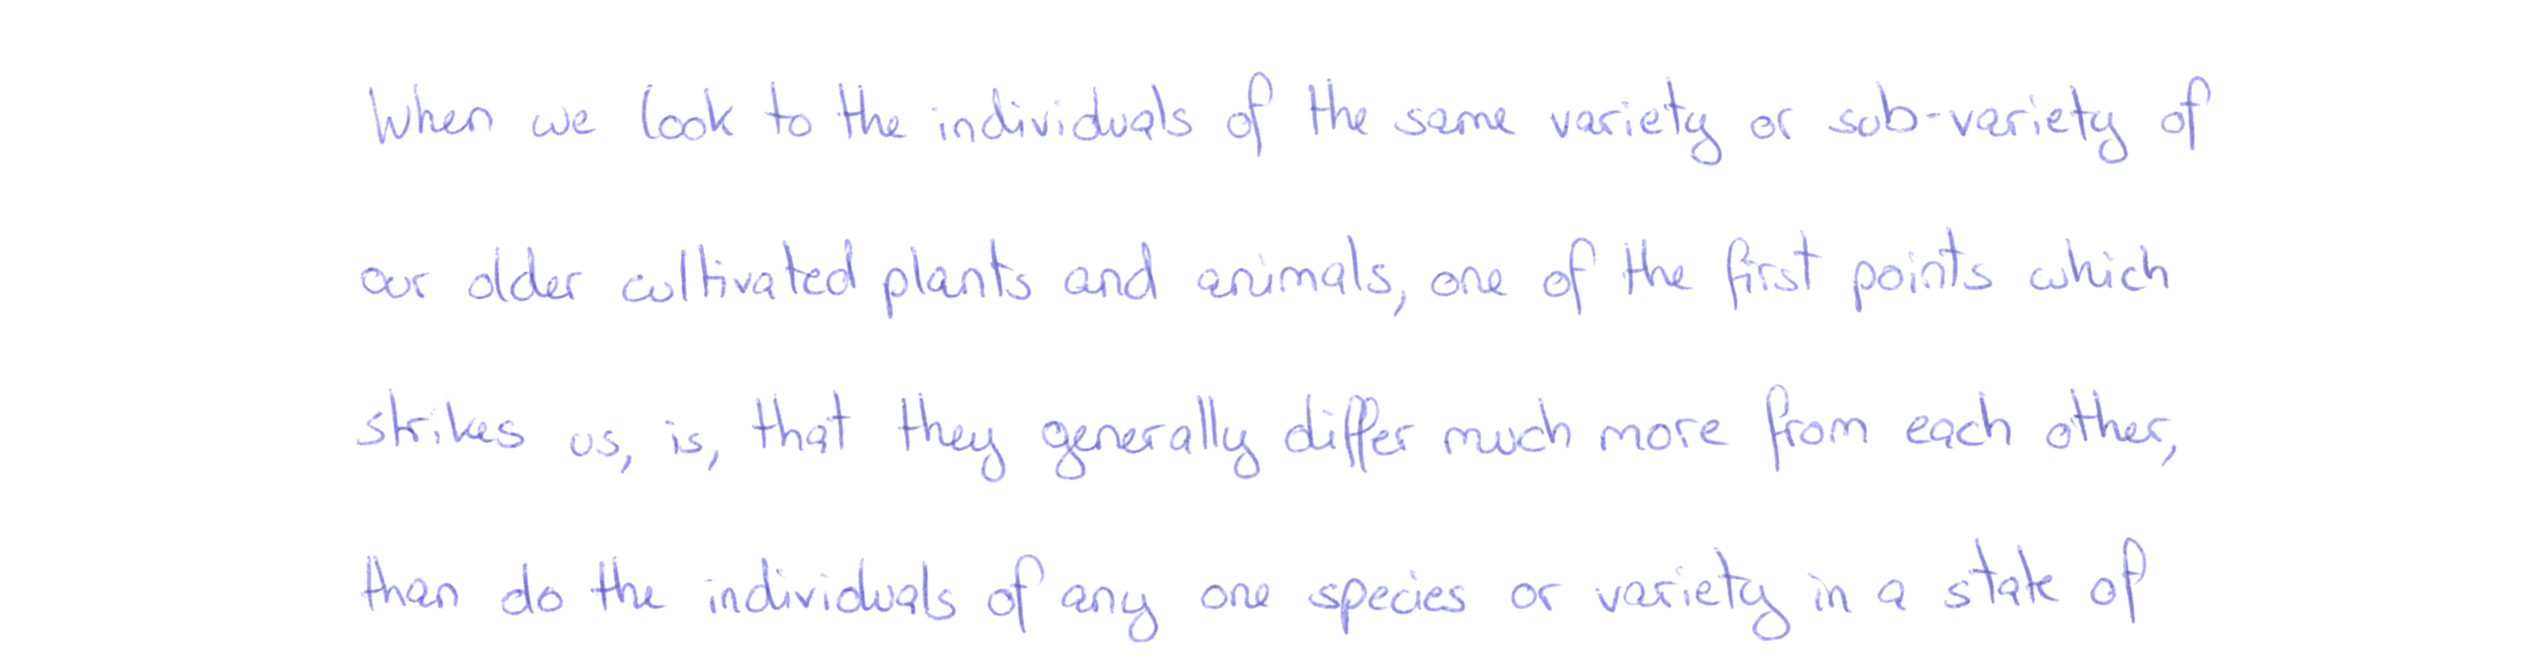 When we look to the individuals of the same variety or sub-variety of
our older cultivated plants and animals, one of the first points which
strikes us, is, that they generally differ much more from each other,
than do the individuals of any one species or variety in a state of